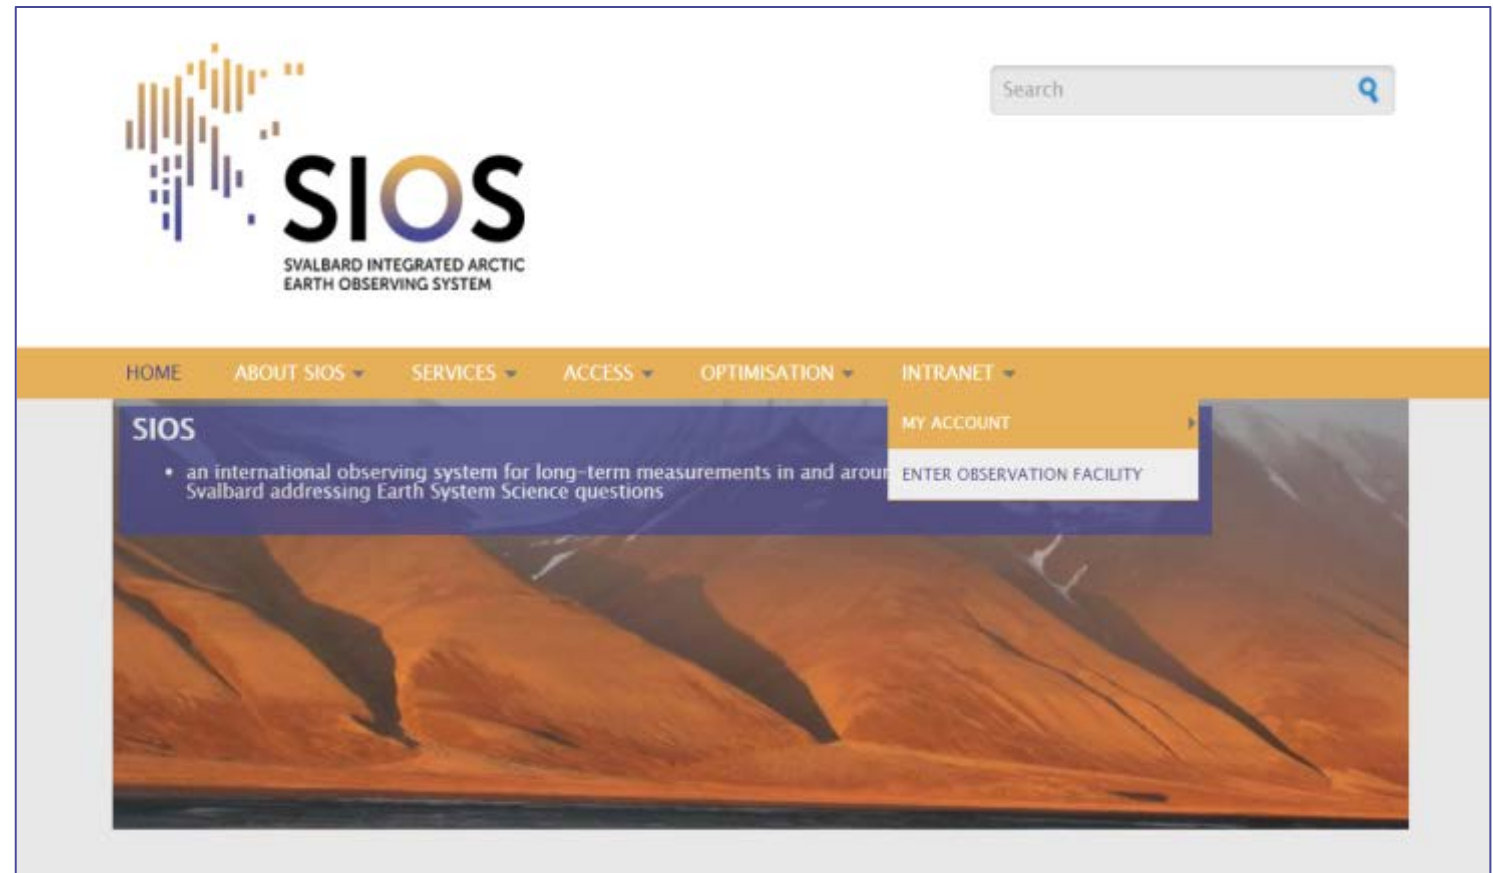 Search
SIOS
SVALBARD INTEGRATED ARCTIC
EARTH OBSERVING SYSTEM
HOME ABOUT SIOS SERVICES ACCESS OPTIMISATION INTRANET
MY ACCOUNT
ENTER OBSERVATION FACILITY
SIOS
• an international observing system for long-term measurements in and
Svalbard addressing Earth System Science questions